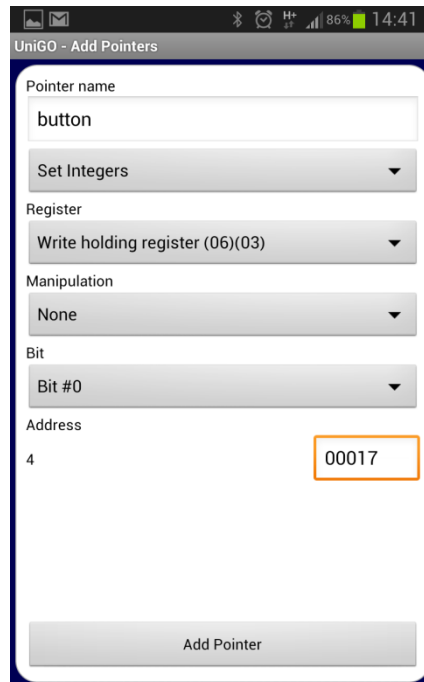 86% 14:41
UniGO - Add Pointers
Pointer name
button
Set Integers
Register
Write holding register (06)(03)
Manipulation
None
Bit
Bit #0
Address
4 00017
Add Pointer